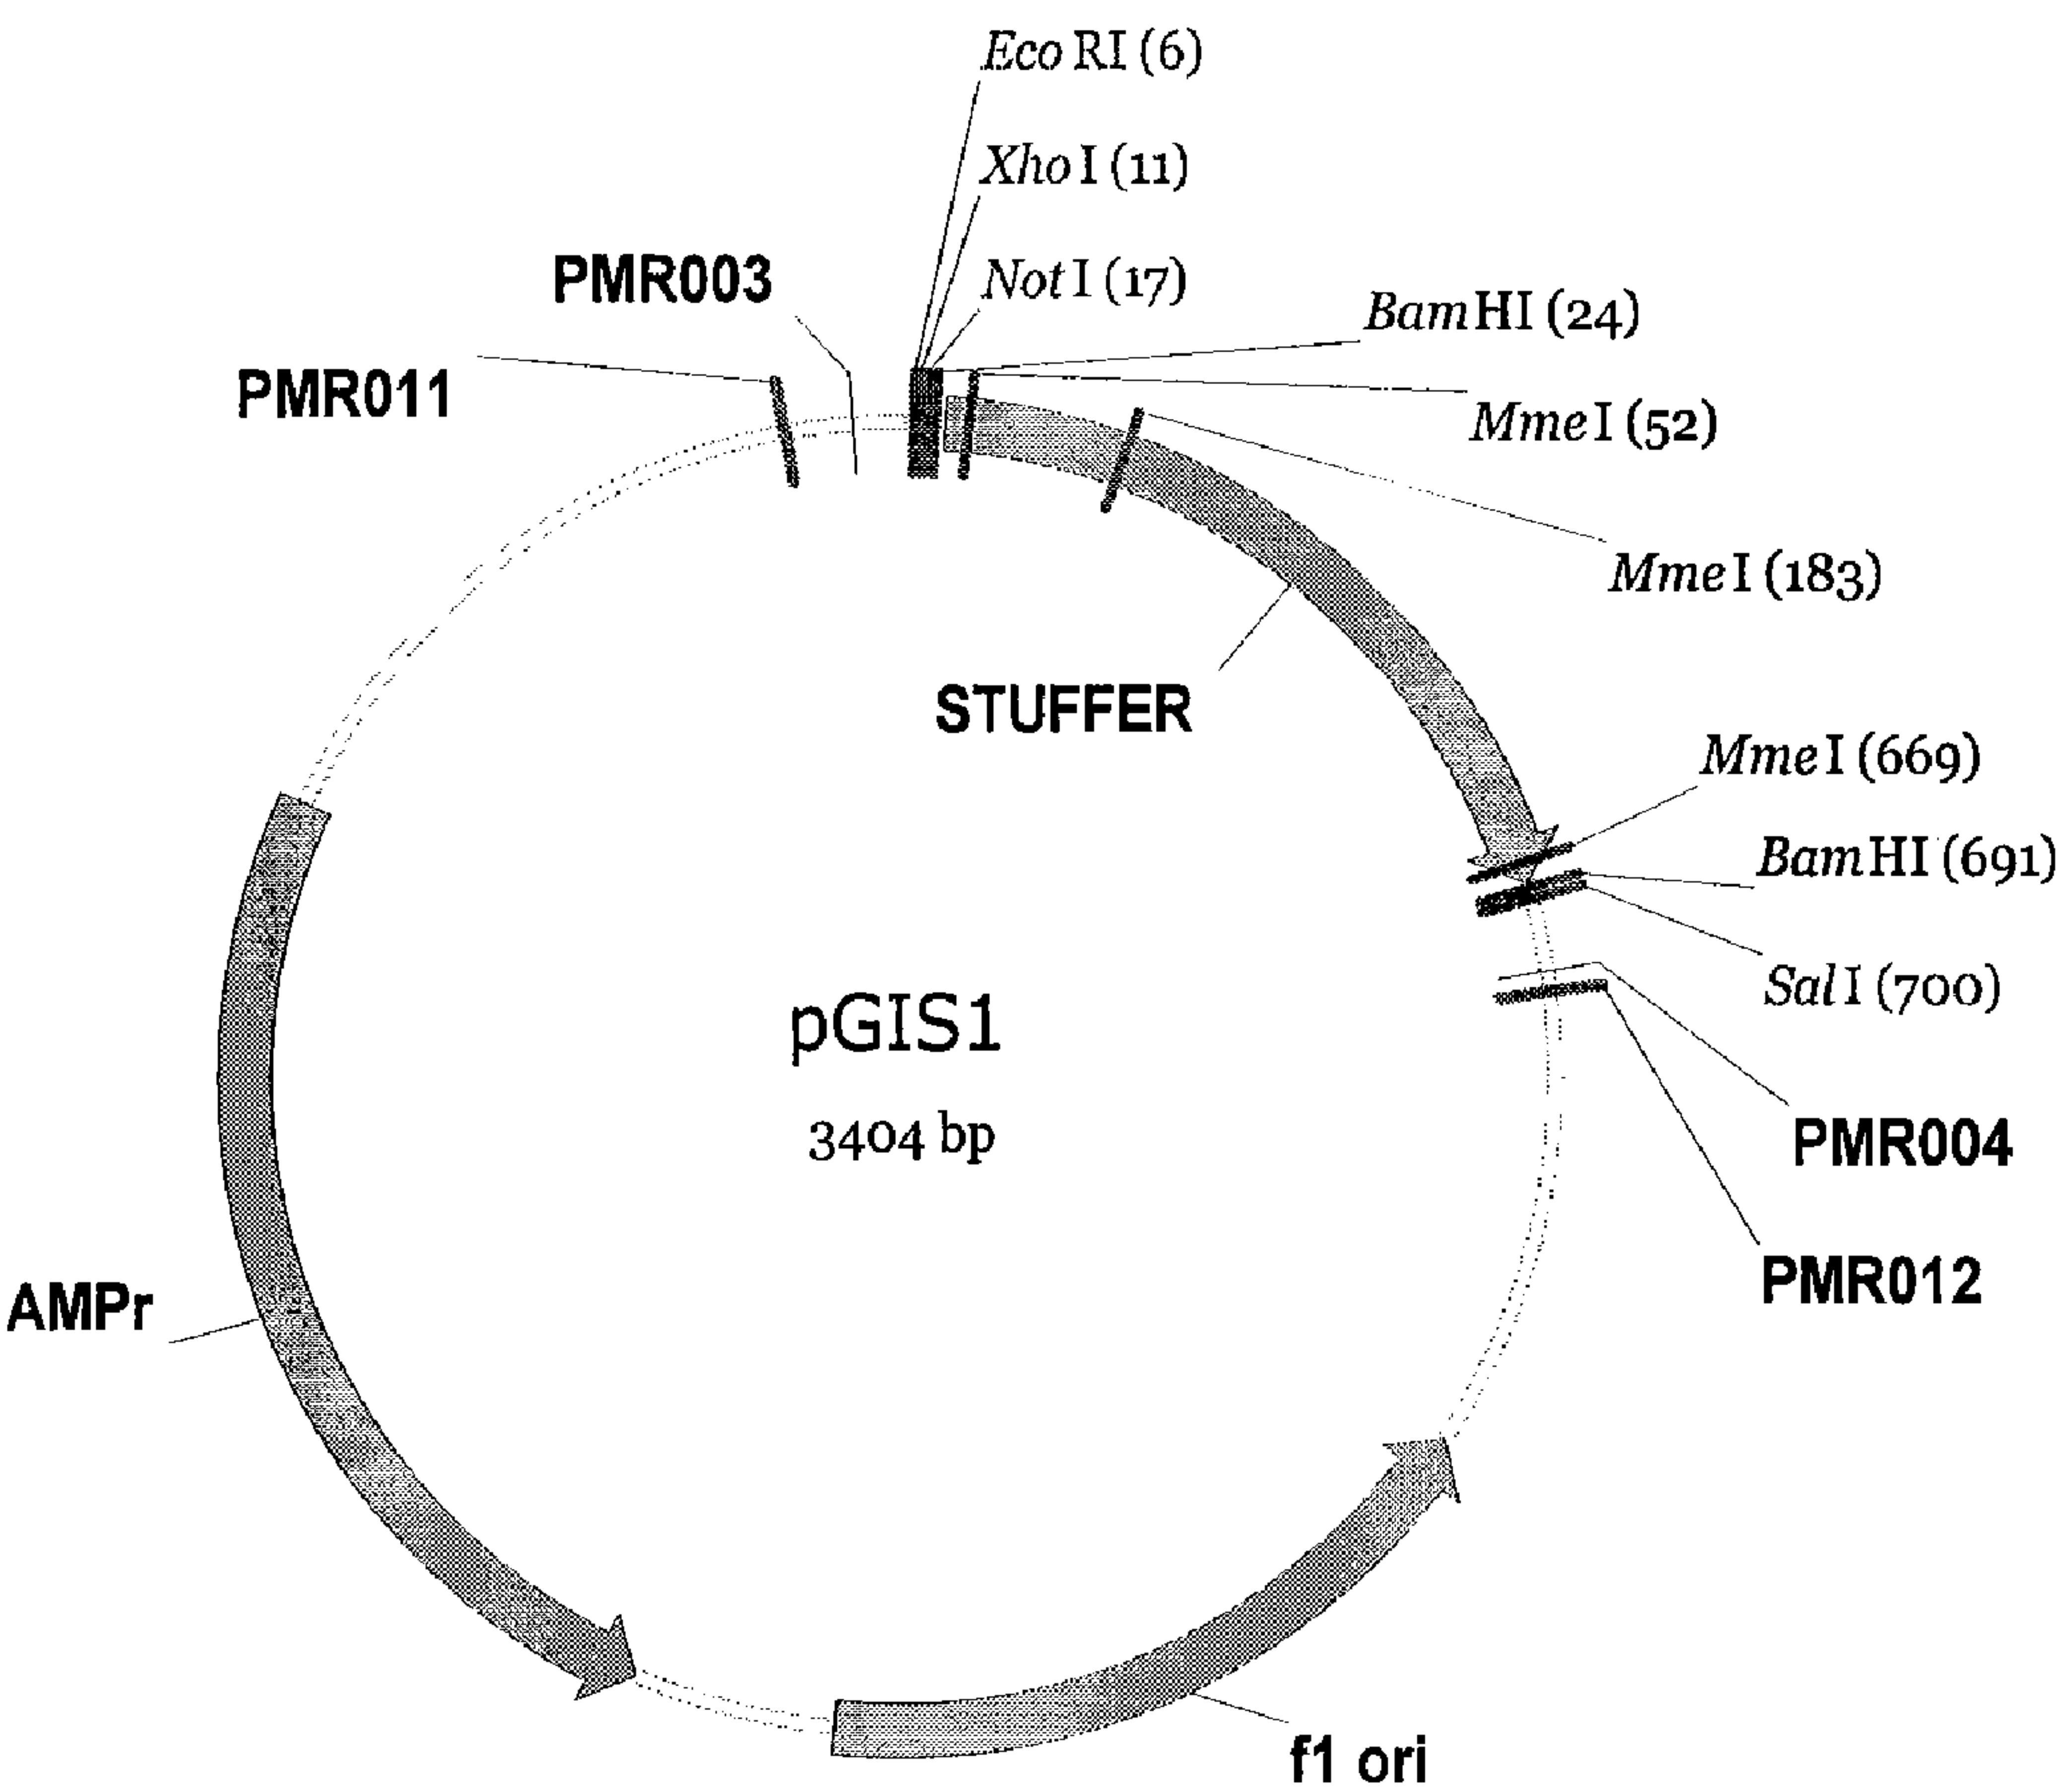 EcoRI (6)
XhoI (11)
NotI (17)
PMR003
BamHI (24)
PMR011
MmeI (52)
MmeI (183)
STUFFER
MmeI (669)
BamHI (691)
SalI (700)
pGIS1
3404 bp
PMR004
PMR012
AMPr
f1 ori